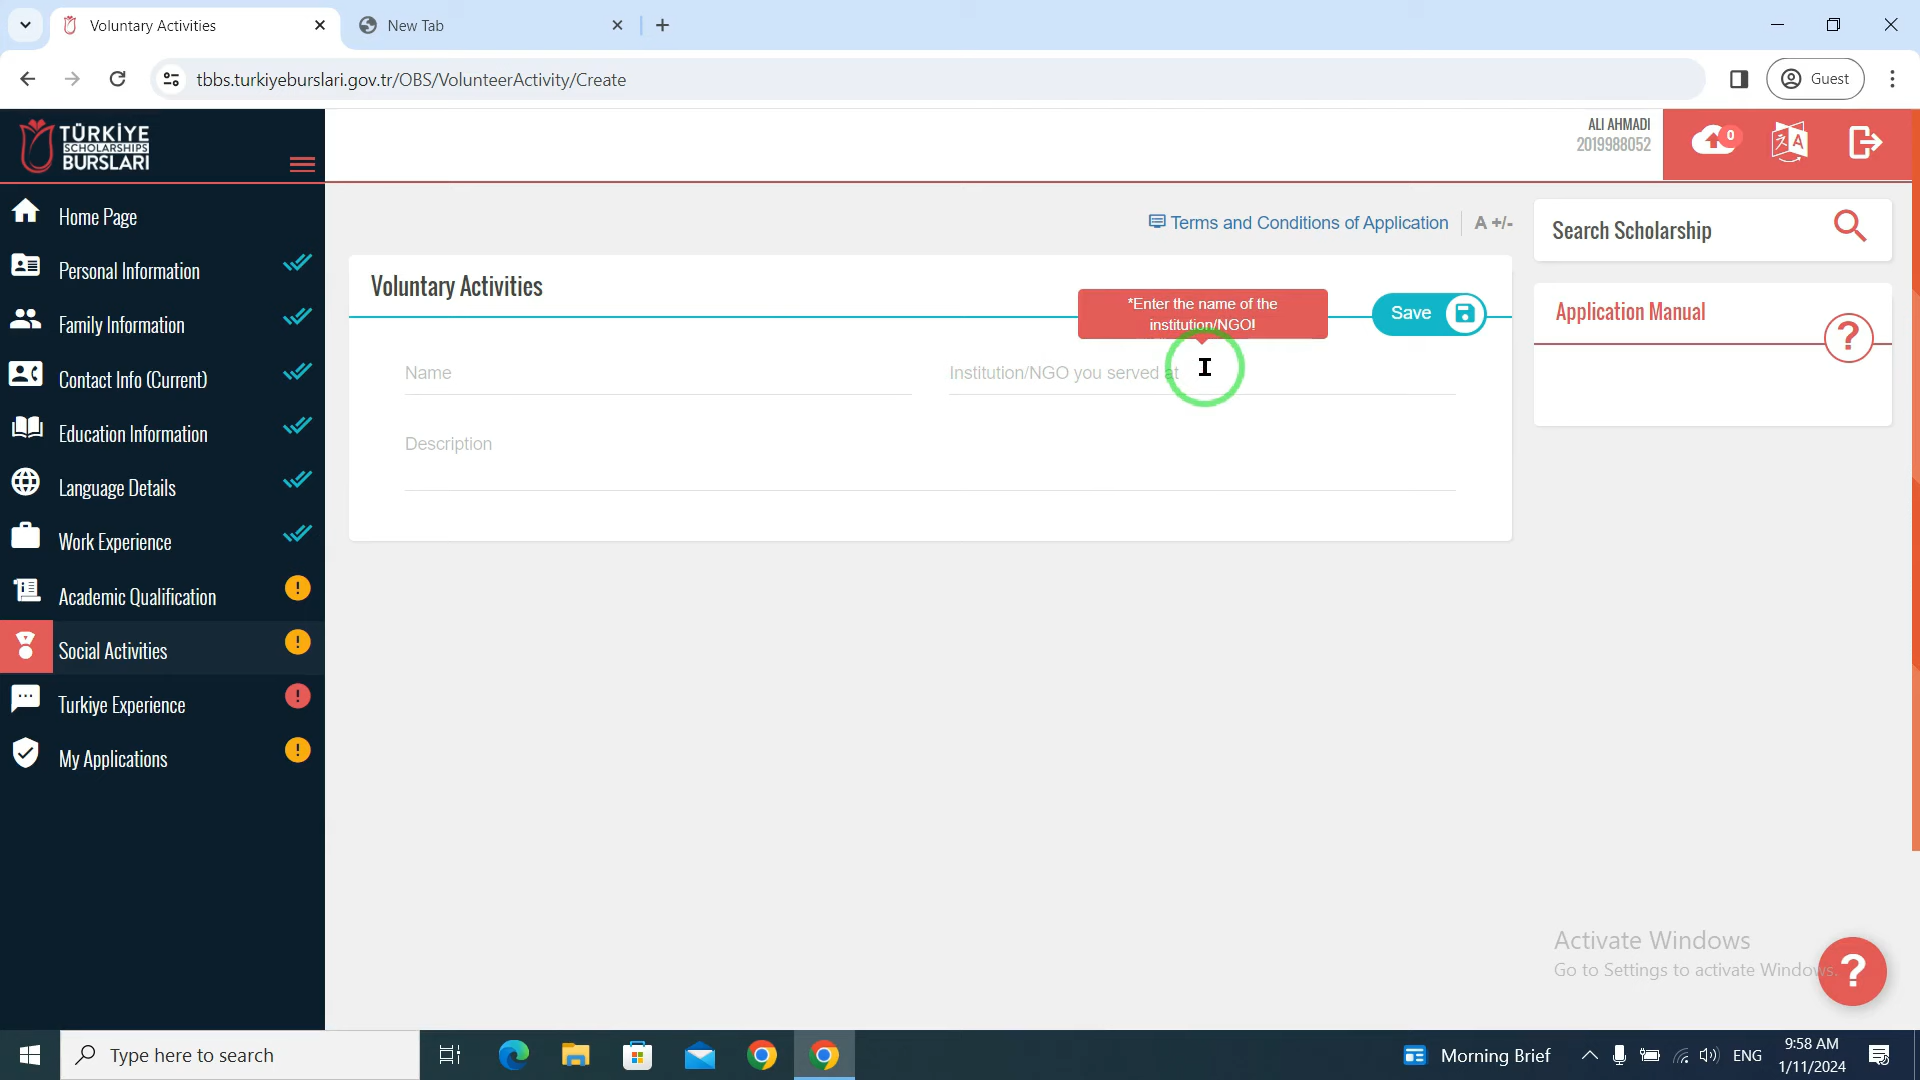 Voluntary Activities
New Tab
tbbs.turkiyeburslari.gov.tr/OBS/VolunteerActivity/Create
Guest
TÜRKİYE
SCHOLARSHIPS
BURSLARI
ALI AHMADI
2019988052
0
A
Home Page
Personal Information
Family Information
Contact Info (Current)
Education Information
Language Details
Work Experience
Academic Qualification
!
Social Activities
!
Turkiye Experience
!
My Applications
!
Terms and Conditions of Application
A +/-
Voluntary Activities
*Enter the name of the
institution/NGO!
Save
Name
Institution/NGO you served at
Description
Search Scholarship
Application Manual
?
Activate Windows
Go to Settings to activate Windows.
?
Type here to search
Morning Brief
ENG
9:58 AM
1/11/2024